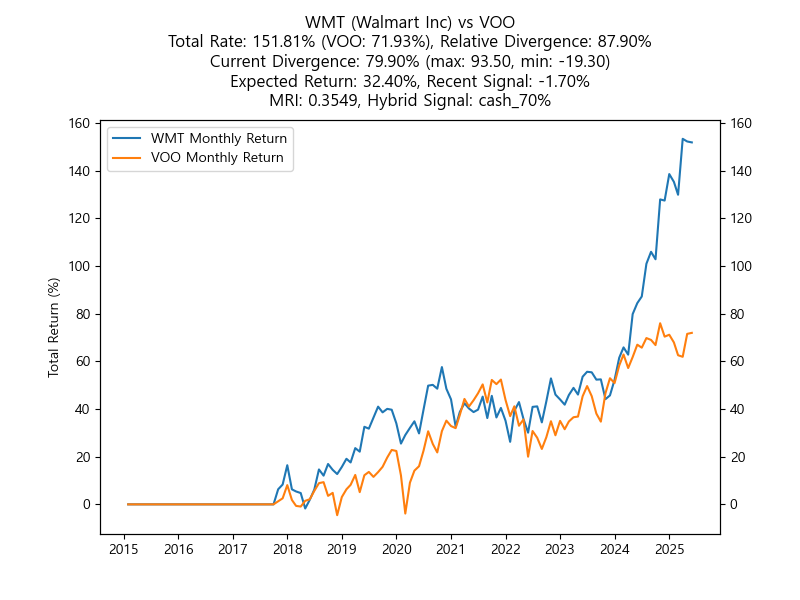 WMT (Walmart Inc) vs VOO
Total Rate: 151.81% (VOO: 71.93%), Relative Divergence: 87.90%
Current Divergence: 79.90% (max: 93.50, min: -19.30)
Expected Return: 32.40%, Recent Signal: -1.70%
MRI: 0.3549, Hybrid Signal: cash_70%
WMT Monthly Return
VOO Monthly Return
Total Return (%)
160
140
120
100
80
60
40
20
0
160
140
120
100
80
60
40
20
0
2015 2016 2017 2018 2019 2020 2021 2022 2023 2024 2025